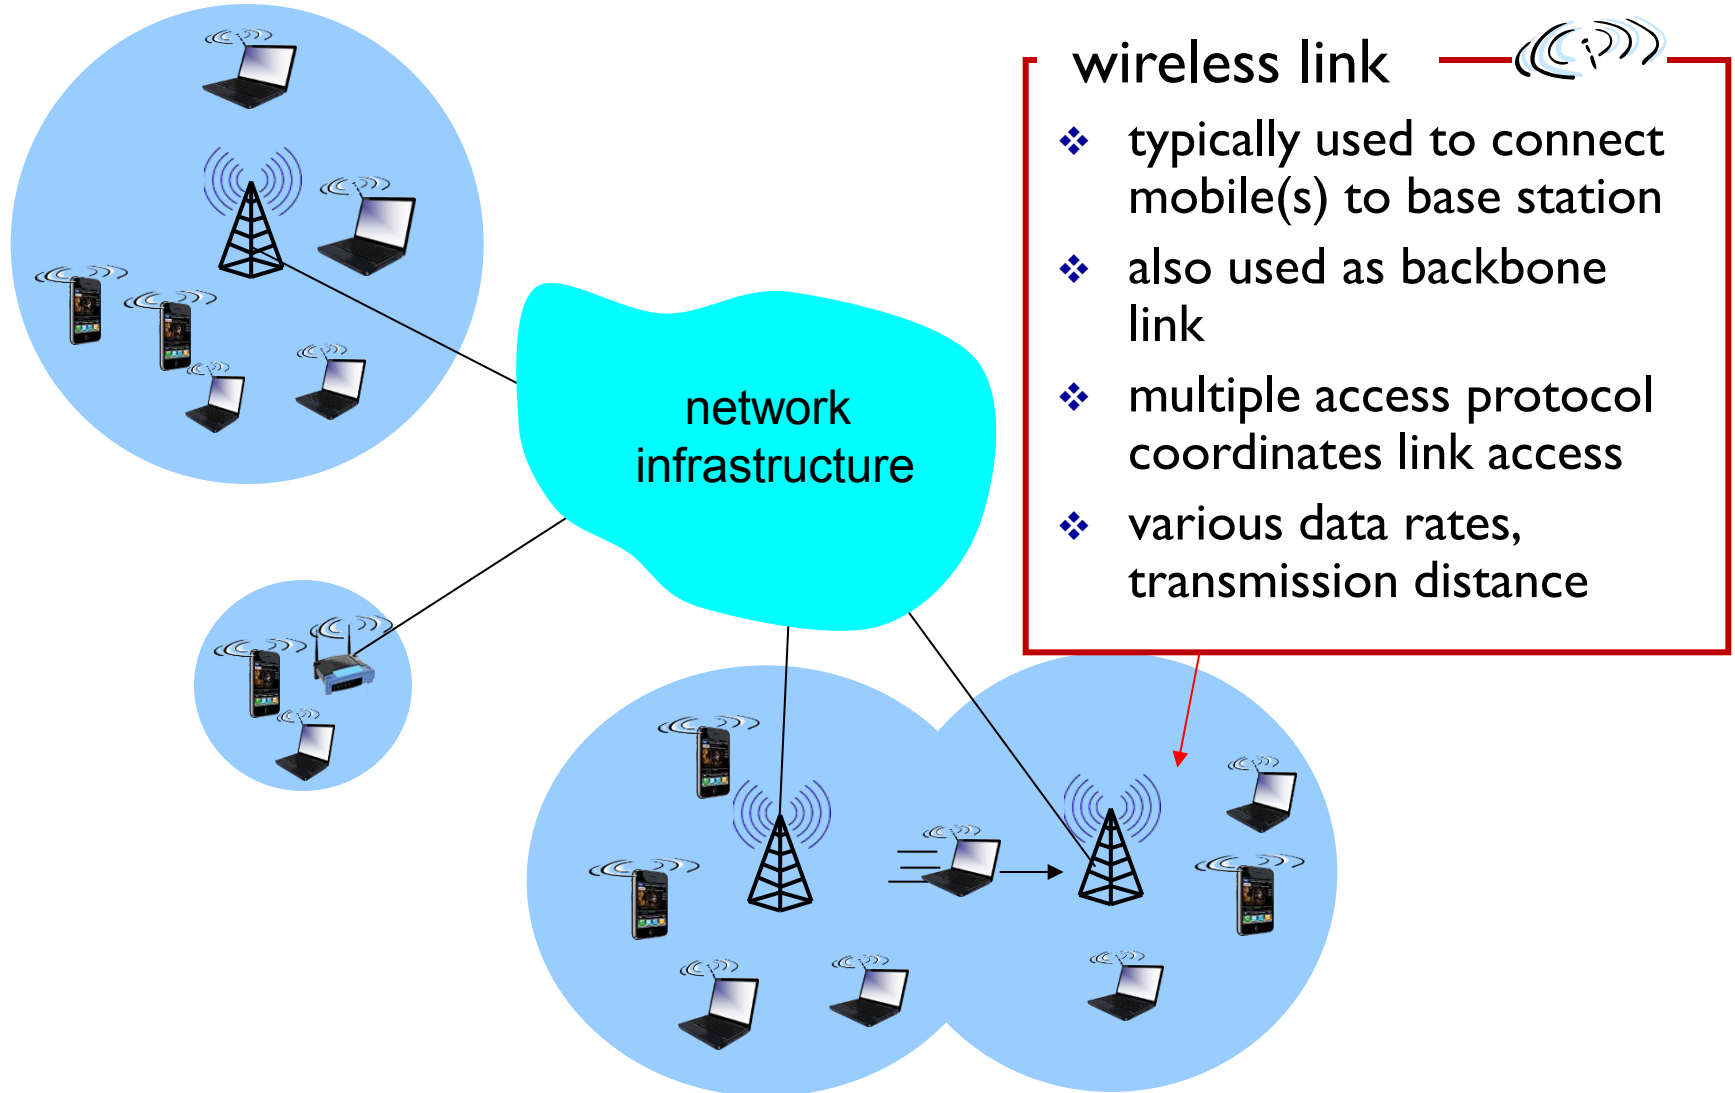 wireless link
❖ typically used to connect
mobile(s) to base station
❖ also used as backbone
link
❖ multiple access protocol
coordinates link access
❖ various data rates,
transmission distance
network
infrastructure